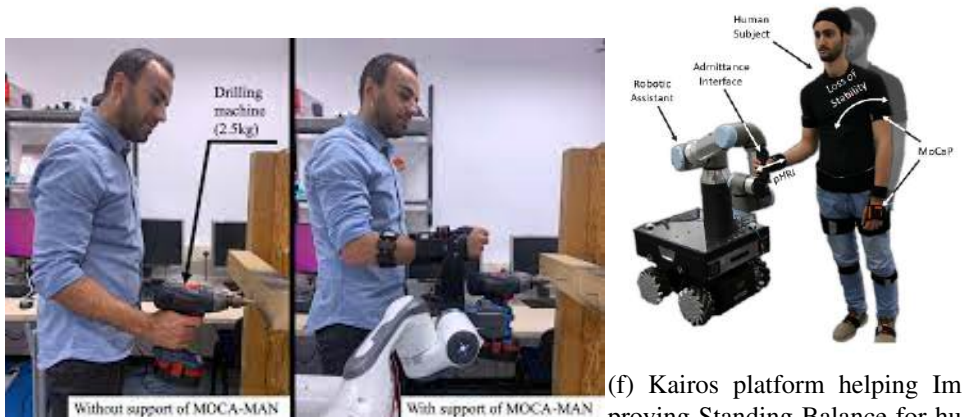 Drilling
machine
(2.5kg)
Without support of MOCA-MAN
With support of MOCA-MAN
Human
Subject
Admittance
Interface
Robotic
Assistant
Loss of
Stability
MoCaP
pHRI
(f) Kairos platform helping Im
proving Standing Balance for hu